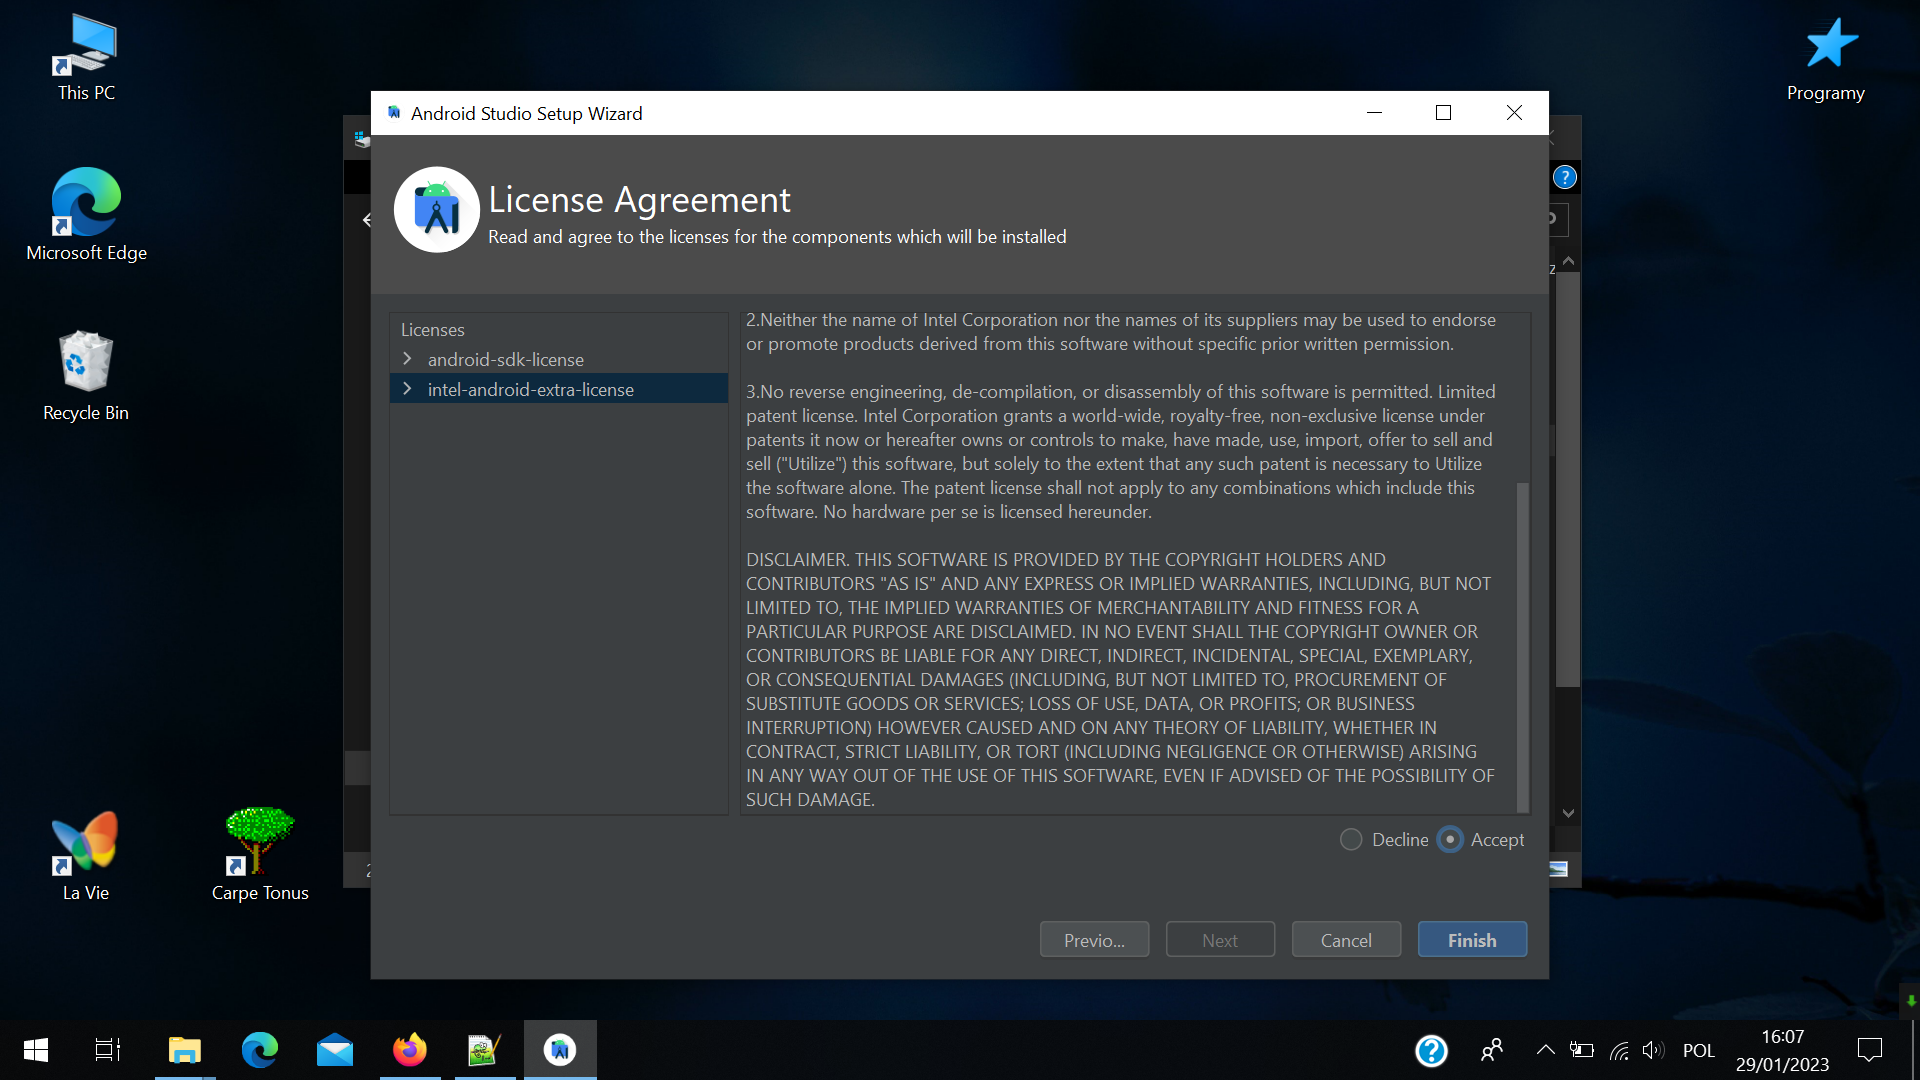 This PC
Programy
Android Studio Setup Wizard
License Agreement
Read and agree to the licenses for the components which will be installed
Microsoft Edge
Recycle Bin
Licenses
android-sdk-license
intel-android-extra-license
2.Neither the name of Intel Corporation nor the names of its suppliers may be used to endorse
or promote products derived from this software without specific prior written permission.
3.No reverse engineering, de-compilation, or disassembly of this software is permitted. Limited
patent license. Intel Corporation grants a world-wide, royalty-free, non-exclusive license under
patents it now or hereafter owns or controls to make, have made, use, import, offer to sell and
sell ("Utilize") this software, but solely to the extent that any such patent is necessary to Utilize
the software alone. The patent license shall not apply to any combinations which include this
software. No hardware per se is licensed hereunder.
DISCLAIMER. THIS SOFTWARE IS PROVIDED BY THE COPYRIGHT HOLDERS AND
CONTRIBUTORS "AS IS" AND ANY EXPRESS OR IMPLIED WARRANTIES, INCLUDING, BUT NOT
LIMITED TO, THE IMPLIED WARRANTIES OF MERCHANTABILITY AND FITNESS FOR A
PARTICULAR PURPOSE ARE DISCLAIMED. IN NO EVENT SHALL THE COPYRIGHT OWNER OR
CONTRIBUTORS BE LIABLE FOR ANY DIRECT, INDIRECT, INCIDENTAL, SPECIAL, EXEMPLARY,
OR CONSEQUENTIAL DAMAGES (INCLUDING, BUT NOT LIMITED TO, PROCUREMENT OF
SUBSTITUTE GOODS OR SERVICES; LOSS OF USE, DATA, OR PROFITS; OR BUSINESS
INTERRUPTION) HOWEVER CAUSED AND ON ANY THEORY OF LIABILITY, WHETHER IN
CONTRACT, STRICT LIABILITY, OR TORT (INCLUDING NEGLIGENCE OR OTHERWISE) ARISING
IN ANY WAY OUT OF THE USE OF THIS SOFTWARE, EVEN IF ADVISED OF THE POSSIBILITY OF
SUCH DAMAGE.
Decline
Accept
La Vie
Carpe Tonus
Previo...
Next
Cancel
Finish
POL
16:07
29/01/2023